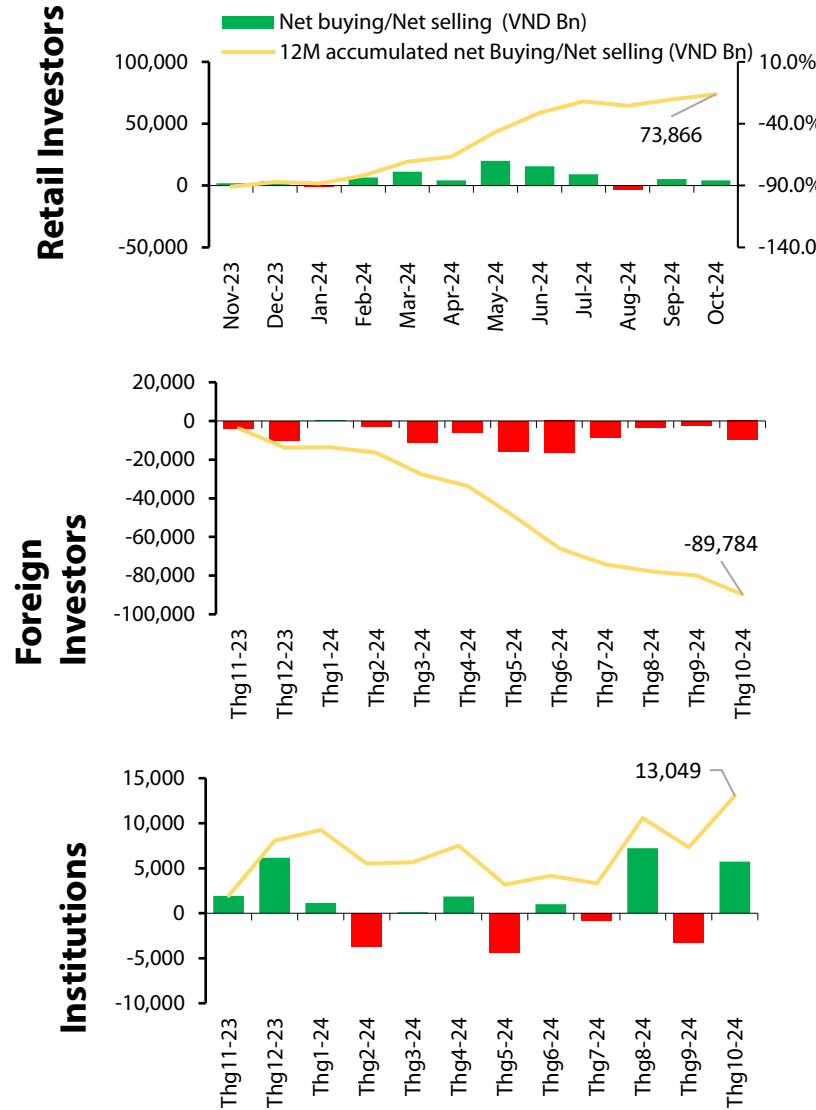 Net buying/Net selling (VND Bn)
12M accumulated net Buying/Net selling (VND Bn)
Retail Investors
100,000
50,000
0
-50,000
10.0%
-40.0%
-90.0%
-140.0
73,866
Nov-23
Dec-23
Jan-24
Feb-24
Mar-24
Apr-24
May-24
Jun-24
Jul-24
Aug-24
Sep-24
Oct-24
Foreign
Investors
20,000
0
-20,000
-40,000
-60,000
-80,000
-100,000
-89,784
Thg11-23
Thg12-23
Thg1-24
Thg2-24
Thg3-24
Thg4-24
Thg5-24
Thg6-24
Thg7-24
Thg8-24
Thg9-24
Thg10-24
Institutions
15,000
10,000
5,000
0
-5,000
-10,000
13,049
Thg11-23
Thg12-23
Thg1-24
Thg2-24
Thg3-24
Thg4-24
Thg5-24
Thg6-24
Thg7-24
Thg8-24
Thg9-24
Thg10-24